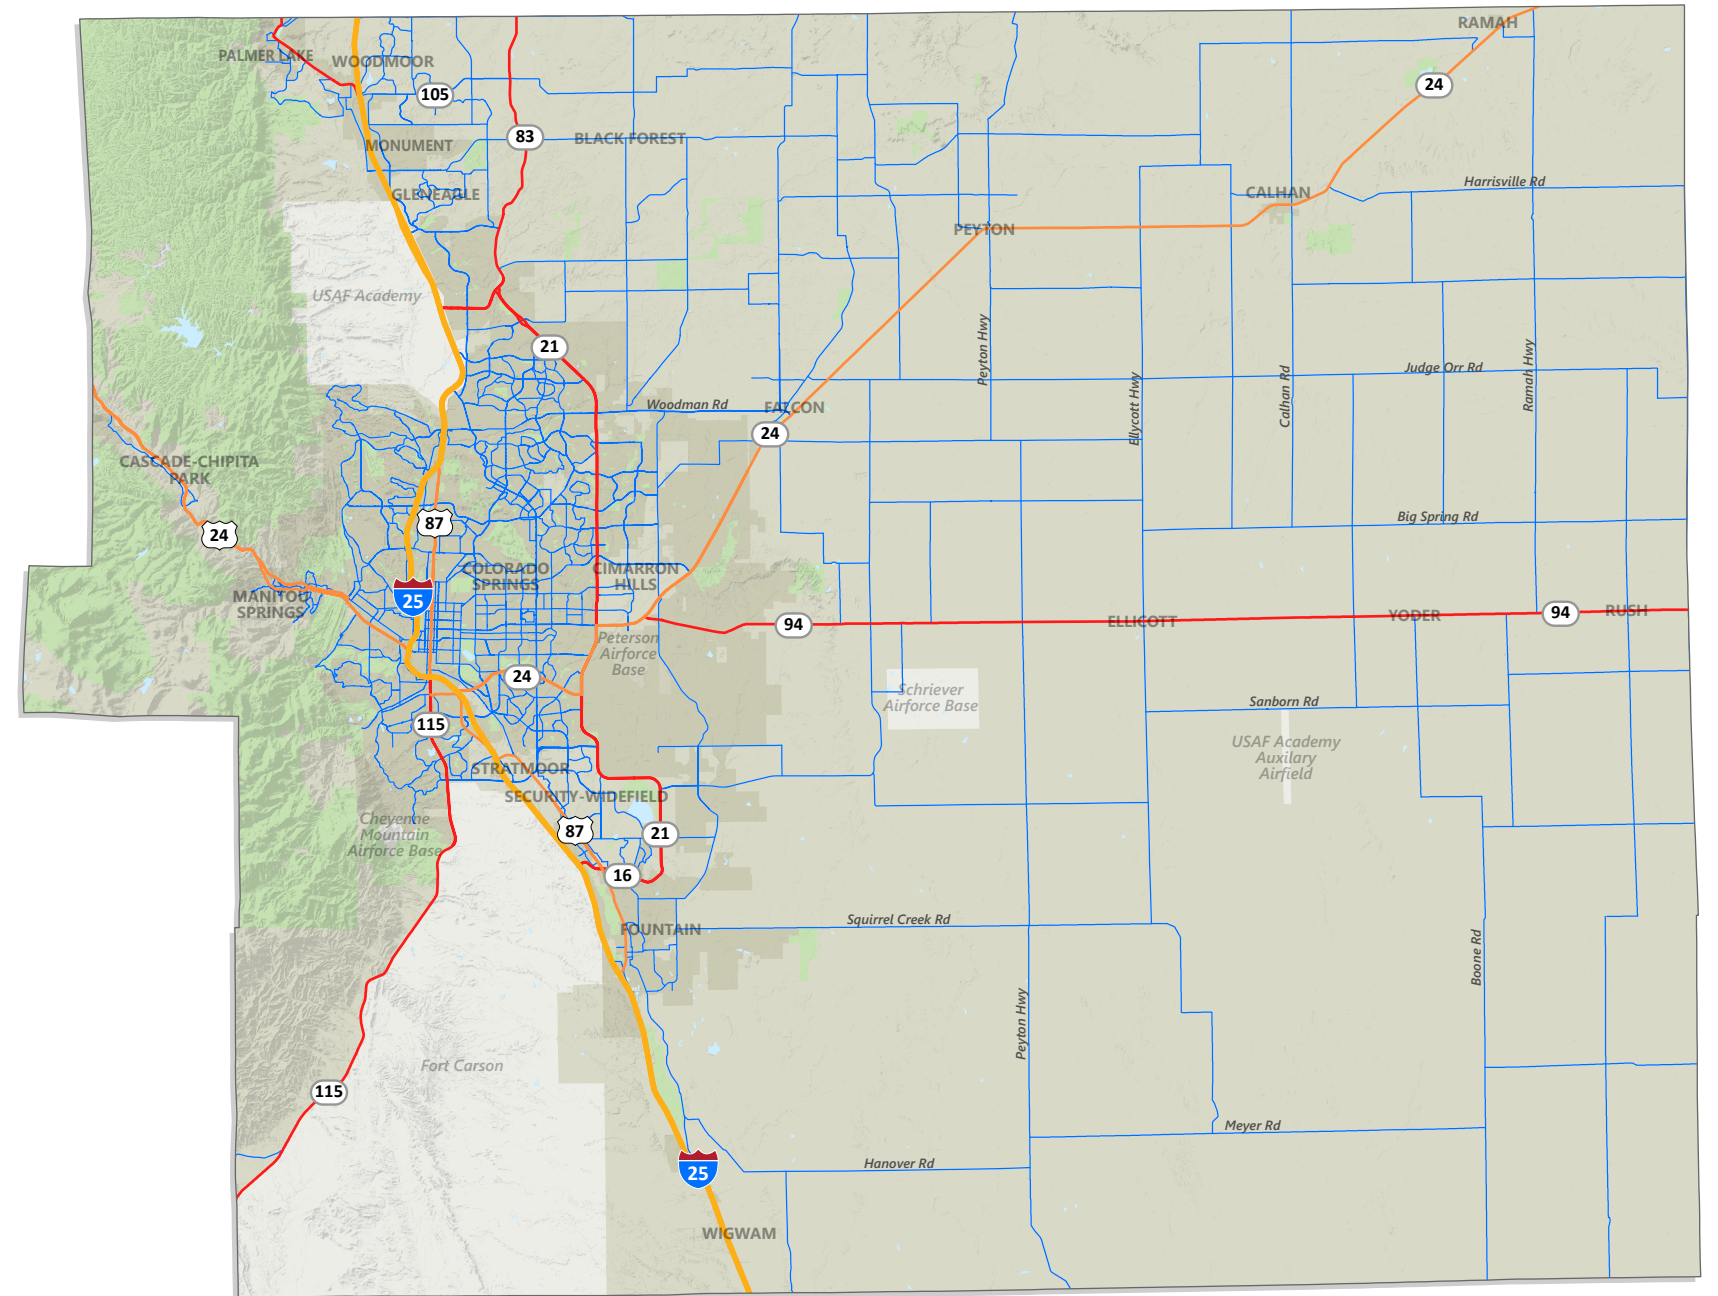 RAMAH
PALMER LAKE
WOODMOOR
24
105
83
BLACK FOREST
MONUMENT
Harrisville Rd
GLENEAGLE
CALHAN
PEYTON
USAF Academy
21
Peyton Hwy
Ramah Hwy
Judge Orr Rd
Calhan Rd
Ellycott Hwy
Woodman Rd
FALCON
24
CASCADE-CHIPITA
PARK
Big Spring Rd
87
24
COLORADO
SPRINGS
CIMARRON
HILLS
MANITOU
SPRINGS
25
94
ELLICOTT
YODER
94
RUSH
Peterson
Airforce
Base
24
Schriever
Airforce Base
Sanborn Rd
115
USAF Academy
Auxilary
Airfield
STRATMOOR
SECURITY-WIDEFIELD
Cheyenne
Mountain
Airforce Base
87
21
16
Squirrel Creek Rd
FOUNTAIN
Boone Rd
Peyton Hwy
Fort Carson
115
Meyer Rd
Hanover Rd
25
WIGWAM